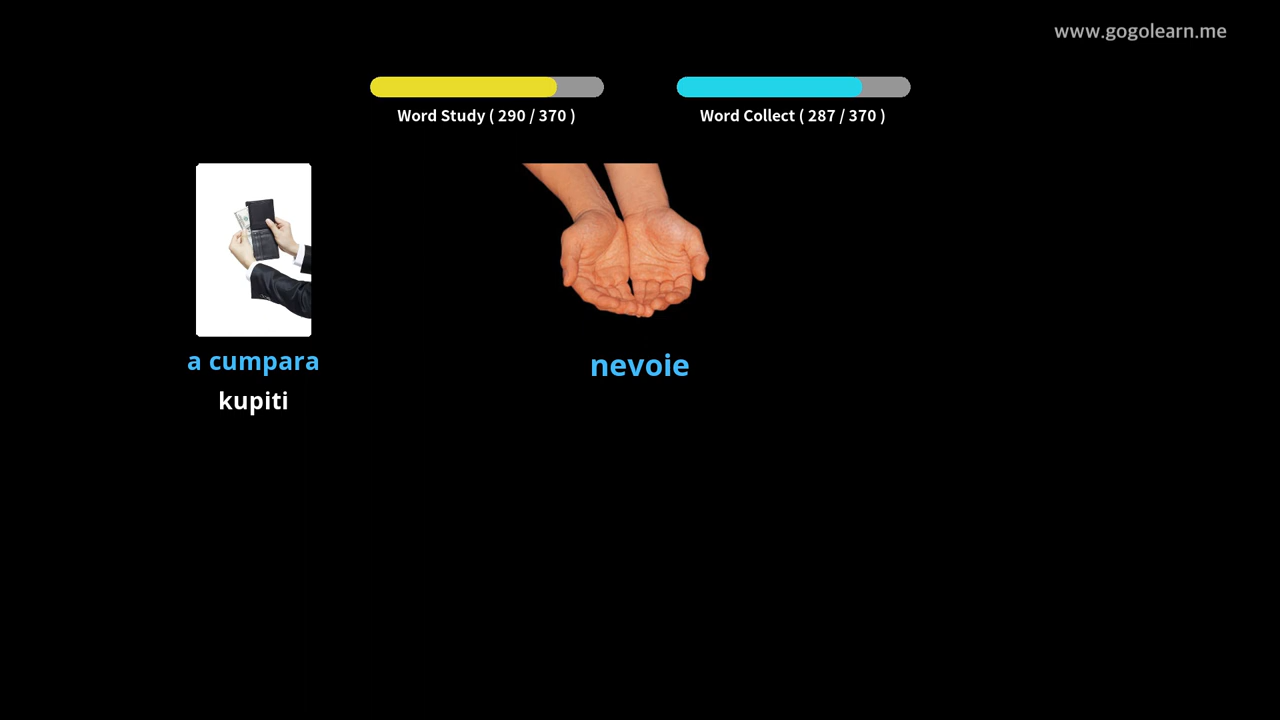 www.gogolearn.me
Word Study ( 290 / 370 )
Word Collect ( 287 / 370 )
a cumpara
kupiti
nevoie